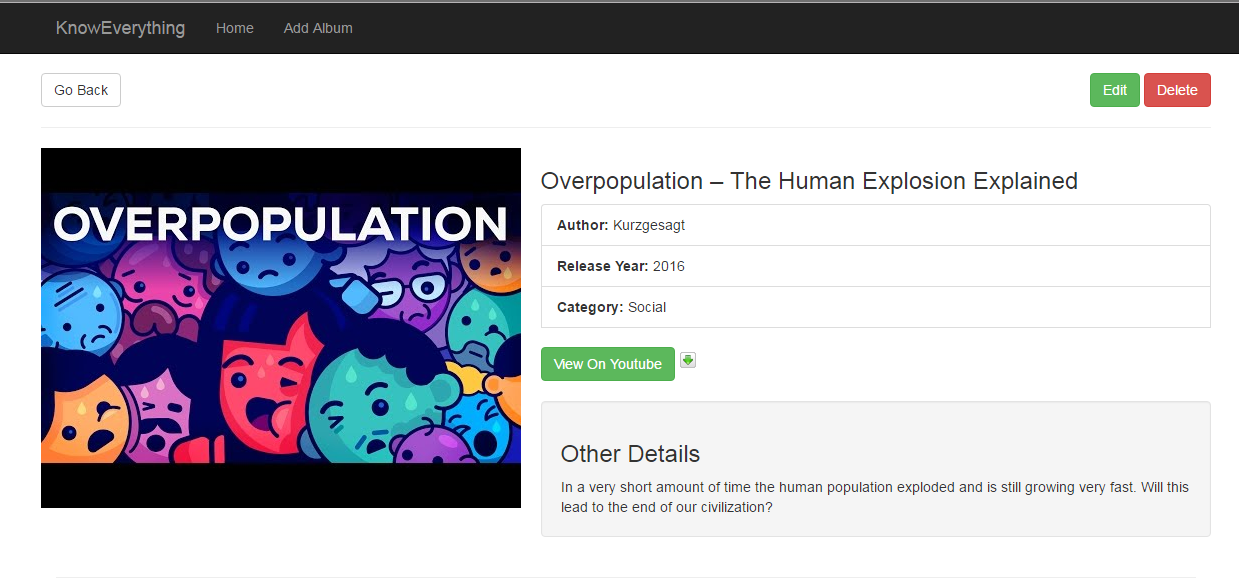 KnowEverything Home Add Album
Go Back
Edit Delete
OVERPOPULATION
Overpopulation – The Human Explosion Explained
Author: Kurzgesagt
Release Year: 2016
Category: Social
View On Youtube
Other Details
In a very short amount of time the human population exploded and is still growing very fast. Will this
lead to the end of our civilization?